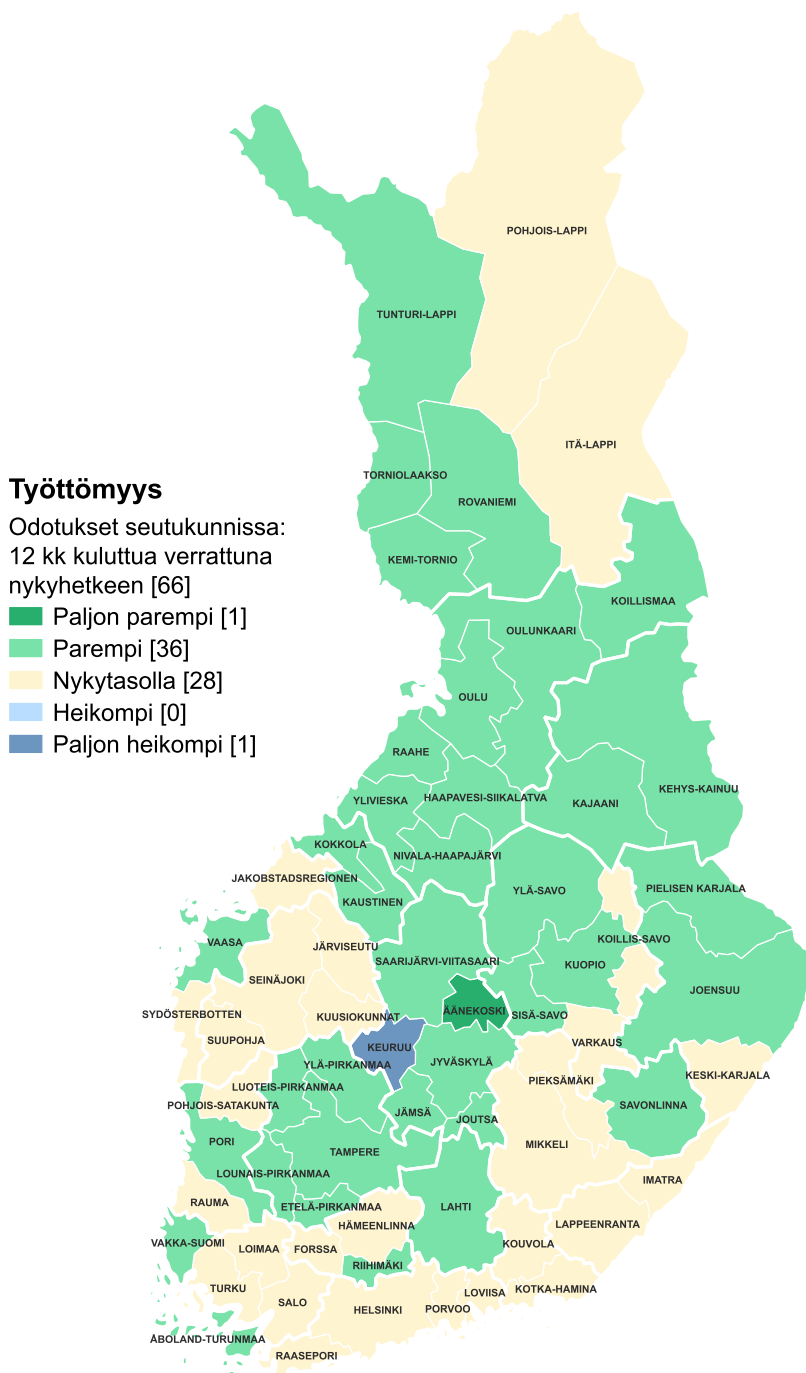 POHJOIS-LAPPI
TUNTURI-LAPPI
ITÄ-LAPPI
TORNIOLAAKSO
ROVANIEMI
Työttömyys
Odotukset seutukunnissa:
12 kk kuluttua verrattuna
nykyhetkeen [66]
Paljon parempi [1]
Parempi [36]
Nykytasolla [28]
Heikompi [0]
Paljon heikompi [1]
KEMI-TORNIO
KOILLISMAA
OULUNKAARI
OULU
RAAHE
KEHYS-KAINUU
HAAPAVESI-SIIKALATVA
YLIVIESKA
KAJAANI
KOKKOLA
NIVALA-HAAPAJÄRVI
JAKOBSTADSREGIONEN
PIELISEN KARJALA
YLÄ-SAVO
KAUSTINEN
VAASA
KOILLIS-SAVO
JÄRVISEUTU
SAARIJÄRVI-VIITASAARI
KUOPIO
SEINÄJOKI
JOENSUU
ÄÄNEKOSKI
SYDÖSTERBOTTEN
KUUSIOKUNNAT
SISÄ-SAVO
SUUPOHJA
VARKAUS
KEURUU
YLÄ-PIRKANMAA
JYVÄSKYLÄ
KESKI-KARJALA
PIEKSÄMÄKI
LUOTEIS-PIRKANMAA
POHJOIS-SATAKUNTA
SAVONLINNA
JÄMSÄ
JOUTSA
PORI
MIKKELI
TAMPERE
LOUNAIS-PIRKANMAA
IMATRA
RAUMA
ETELÄ-PIRKANMAA
LAHTI
HÄMEENLINNA
LAPPEENRANTA
VAKKA-SUOMI
LOIMAA
FORSSA
KOUVOLA
RIIHIMÄKI
TURKU
KOTKA-HAMINA
LOVIISA
SALO
HELSINKI
PORVOO
ÅBOLAND-TURUNMAA
RAASEPORI